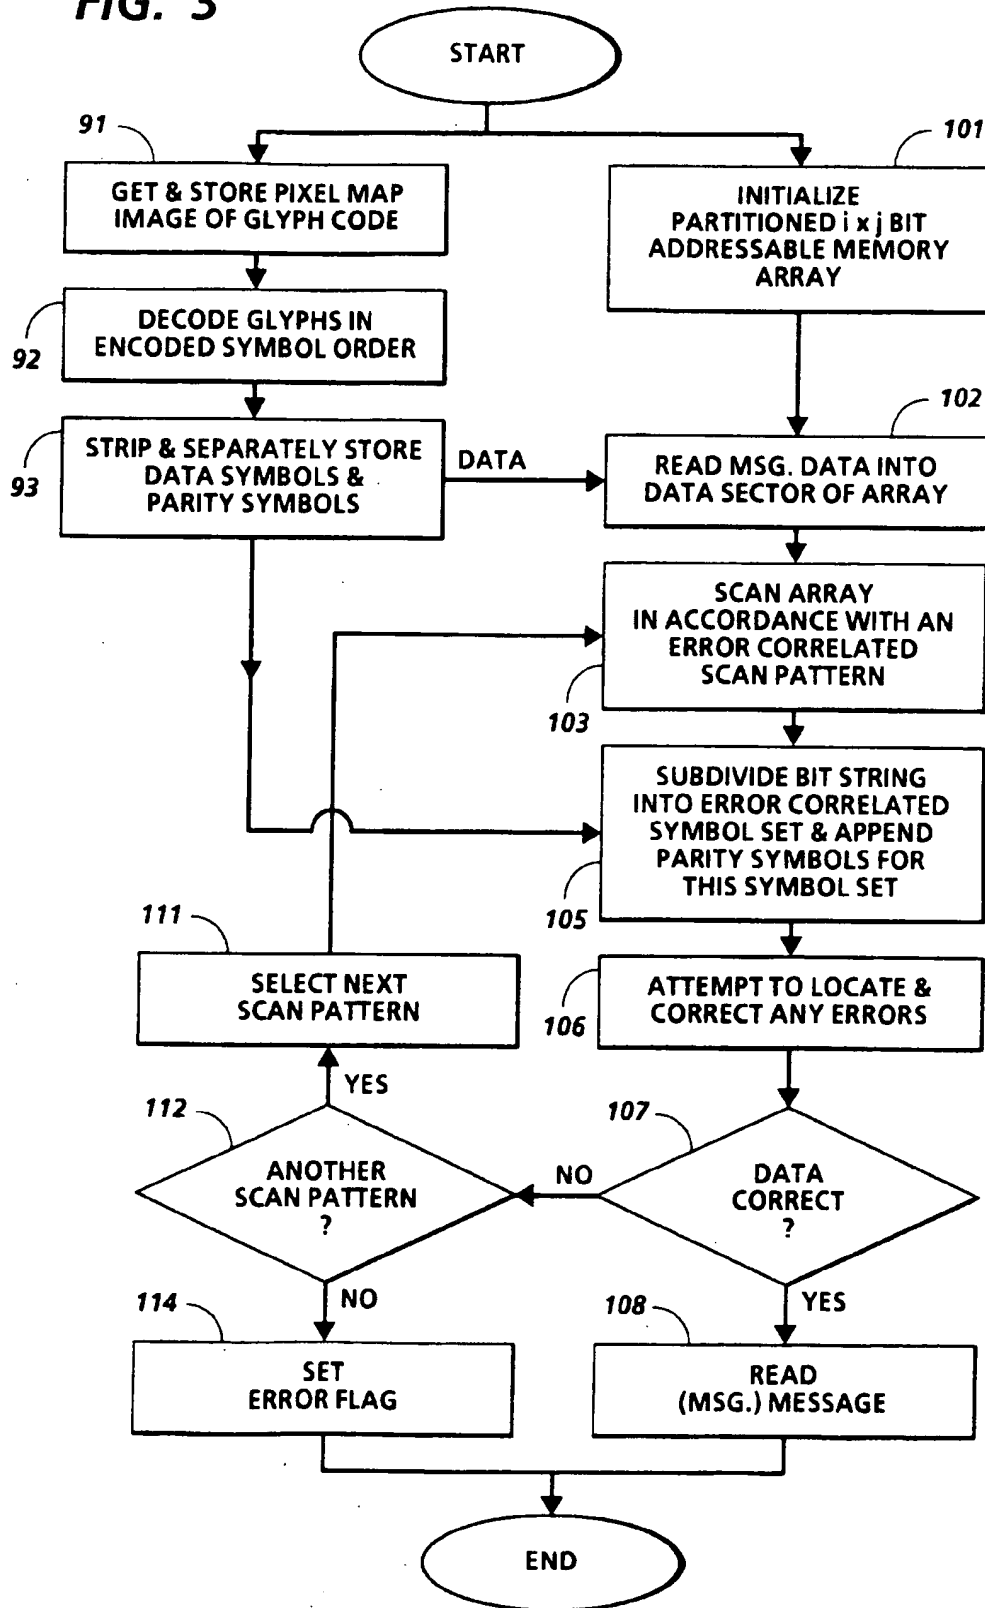 FIG. 3
START
91
GET & STORE PIXEL MAP
IMAGE OF GLYPH CODE
101
INITIALIZE
PARTITIONED i x j BIT
ADDRESSABLE MEMORY
ARRAY
92
DECODE GLYPHS IN
ENCODED SYMBOL ORDER
93
STRIP & SEPARATELY STORE
DATA SYMBOLS &
PARITY SYMBOLS
DATA
102
READ MSG. DATA INTO
DATA SECTOR OF ARRAY
SCAN ARRAY
IN ACCORDANCE WITH AN
ERROR CORRELATED
SCAN PATTERN
103
SUBDIVIDE BIT STRING
INTO ERROR CORRELATED
SYMBOL SET & APPEND
PARITY SYMBOLS FOR
THIS SYMBOL SET
105
111
SELECT NEXT
SCAN PATTERN
ATTEMPT TO LOCATE &
CORRECT ANY ERRORS
106
YES
112
ANOTHER
SCAN PATTERN
?
NO
107
DATA
CORRECT
?
NO
YES
114
SET
ERROR FLAG
108
READ
(MSG.) MESSAGE
END